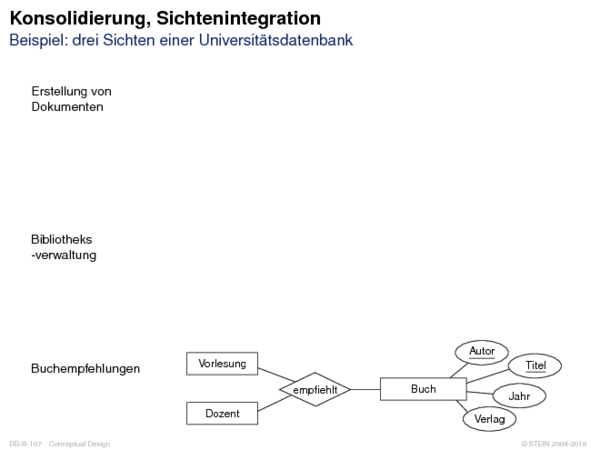 Konsolidierung, Sichtenintegration
Beispiel: drei Sichten einer Universitätsdatenbank
Erstellung von
Dokumenten
Bibliotheks
-verwaltung
Buchempfehlungen
Vorlesung
Dozent
empfiehlt
Buch
Autor
Titel
Jahr
Verlag
DB:III-107 Conceptual Design
© STEIN 2004-2018